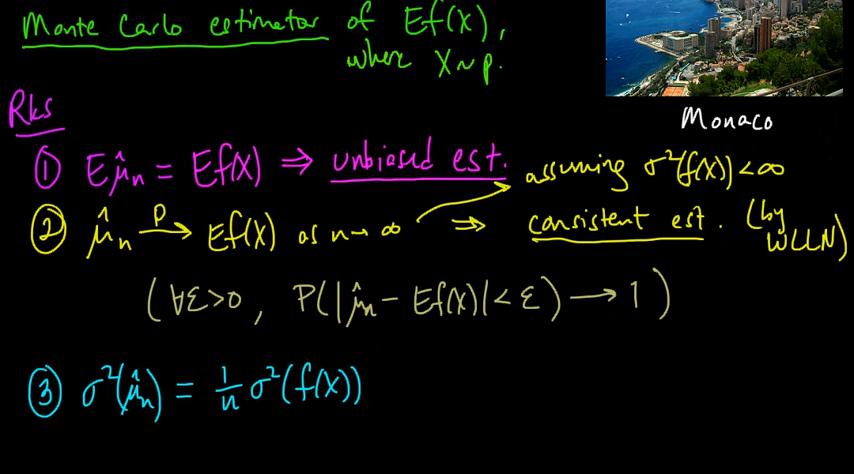 Monte Carlo estimator of Ef(X),
where X~p.
Monaco
Rks
① Eμ̂ₙ = Ef(X) ⇒ unbiased est.
assuming σ²(f(X)) < ∞
② μ̂ₙ →ᴾ Ef(X) as n→∞ ⇒ consistent est. (by WLLN)
(∀ε>0, P(|μ̂ₙ − Ef(X)| < ε) → 1)
③ σ²(μ̂ₙ) = 1/n σ²(f(X))